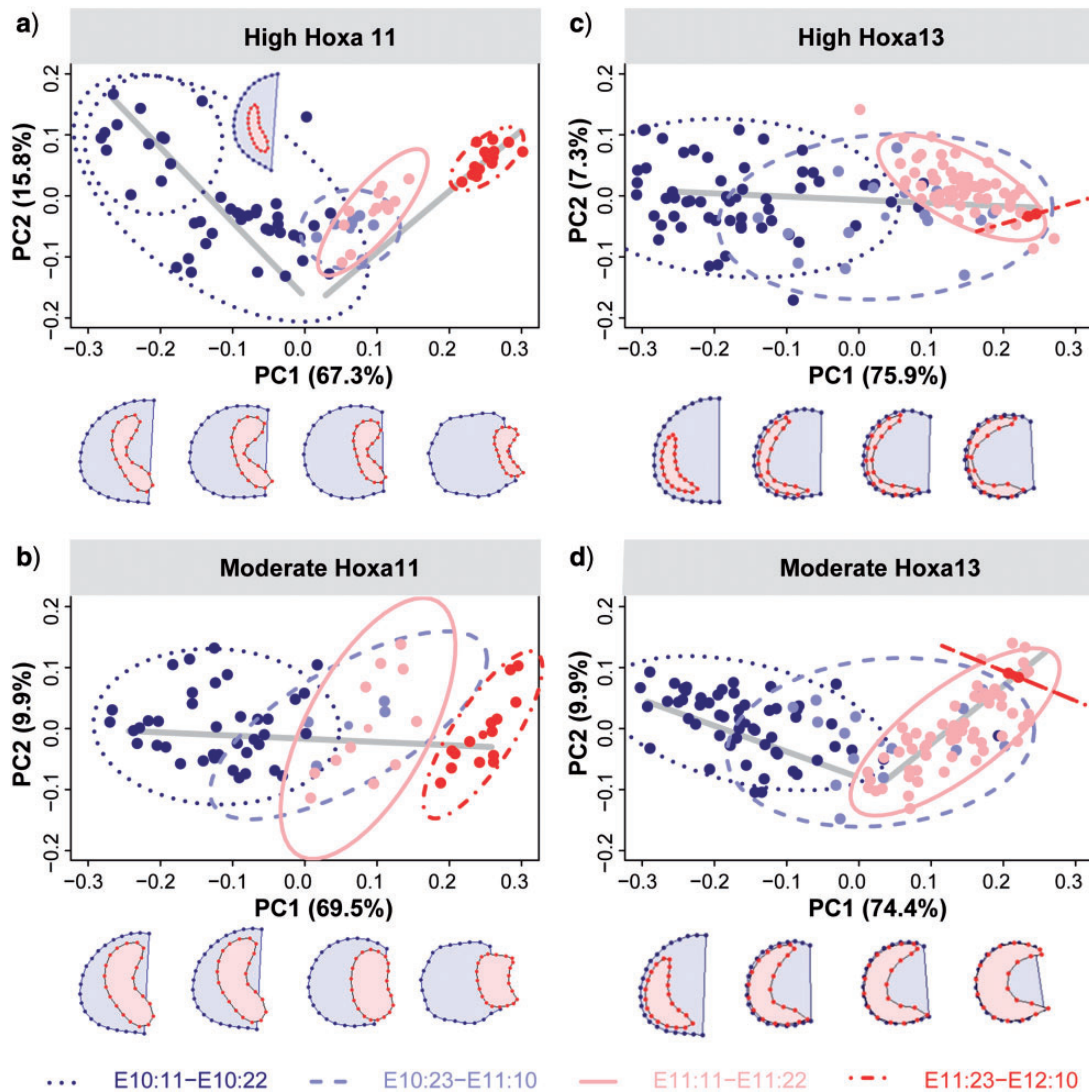 a)
High Hoxa 11
PC2 (15.8%)
0.2
0.1
0.0
−0.1
−0.2
−0.3 −0.2 −0.1 0.0 0.1 0.2 0.3
PC1 (67.3%)
c)
High Hoxa13
PC2 (7.3%)
0.2
0.1
0.0
−0.1
−0.2
−0.3 −0.2 −0.1 0.0 0.1 0.2 0.3
PC1 (75.9%)
b)
Moderate Hoxa11
PC2 (9.9%)
0.2
0.1
0.0
−0.1
−0.2
−0.3 −0.2 −0.1 0.0 0.1 0.2 0.3
PC1 (69.5%)
d)
Moderate Hoxa13
PC2 (9.9%)
0.2
0.1
0.0
−0.1
−0.2
−0.3 −0.2 −0.1 0.0 0.1 0.2 0.3
PC1 (74.4%)
E10:11−E10:22 E10:23−E11:10 E11:11−E11:22 E11:23−E12:10